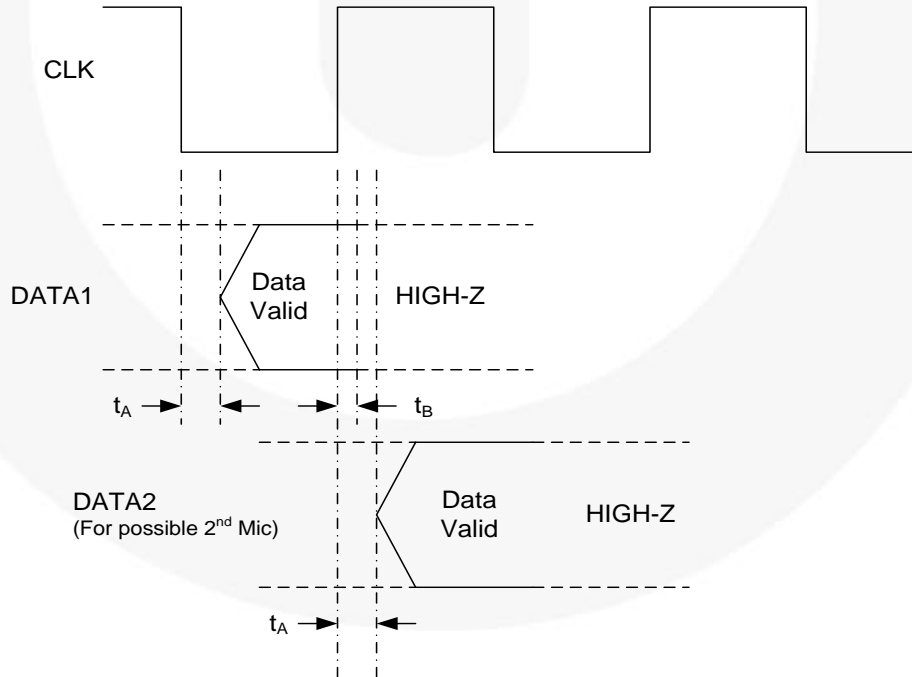 CLK
DATA1
Data
Valid
HIGH-Z
tA
tB
DATA2
(For possible 2nd Mic)
Data
Valid
HIGH-Z
tA